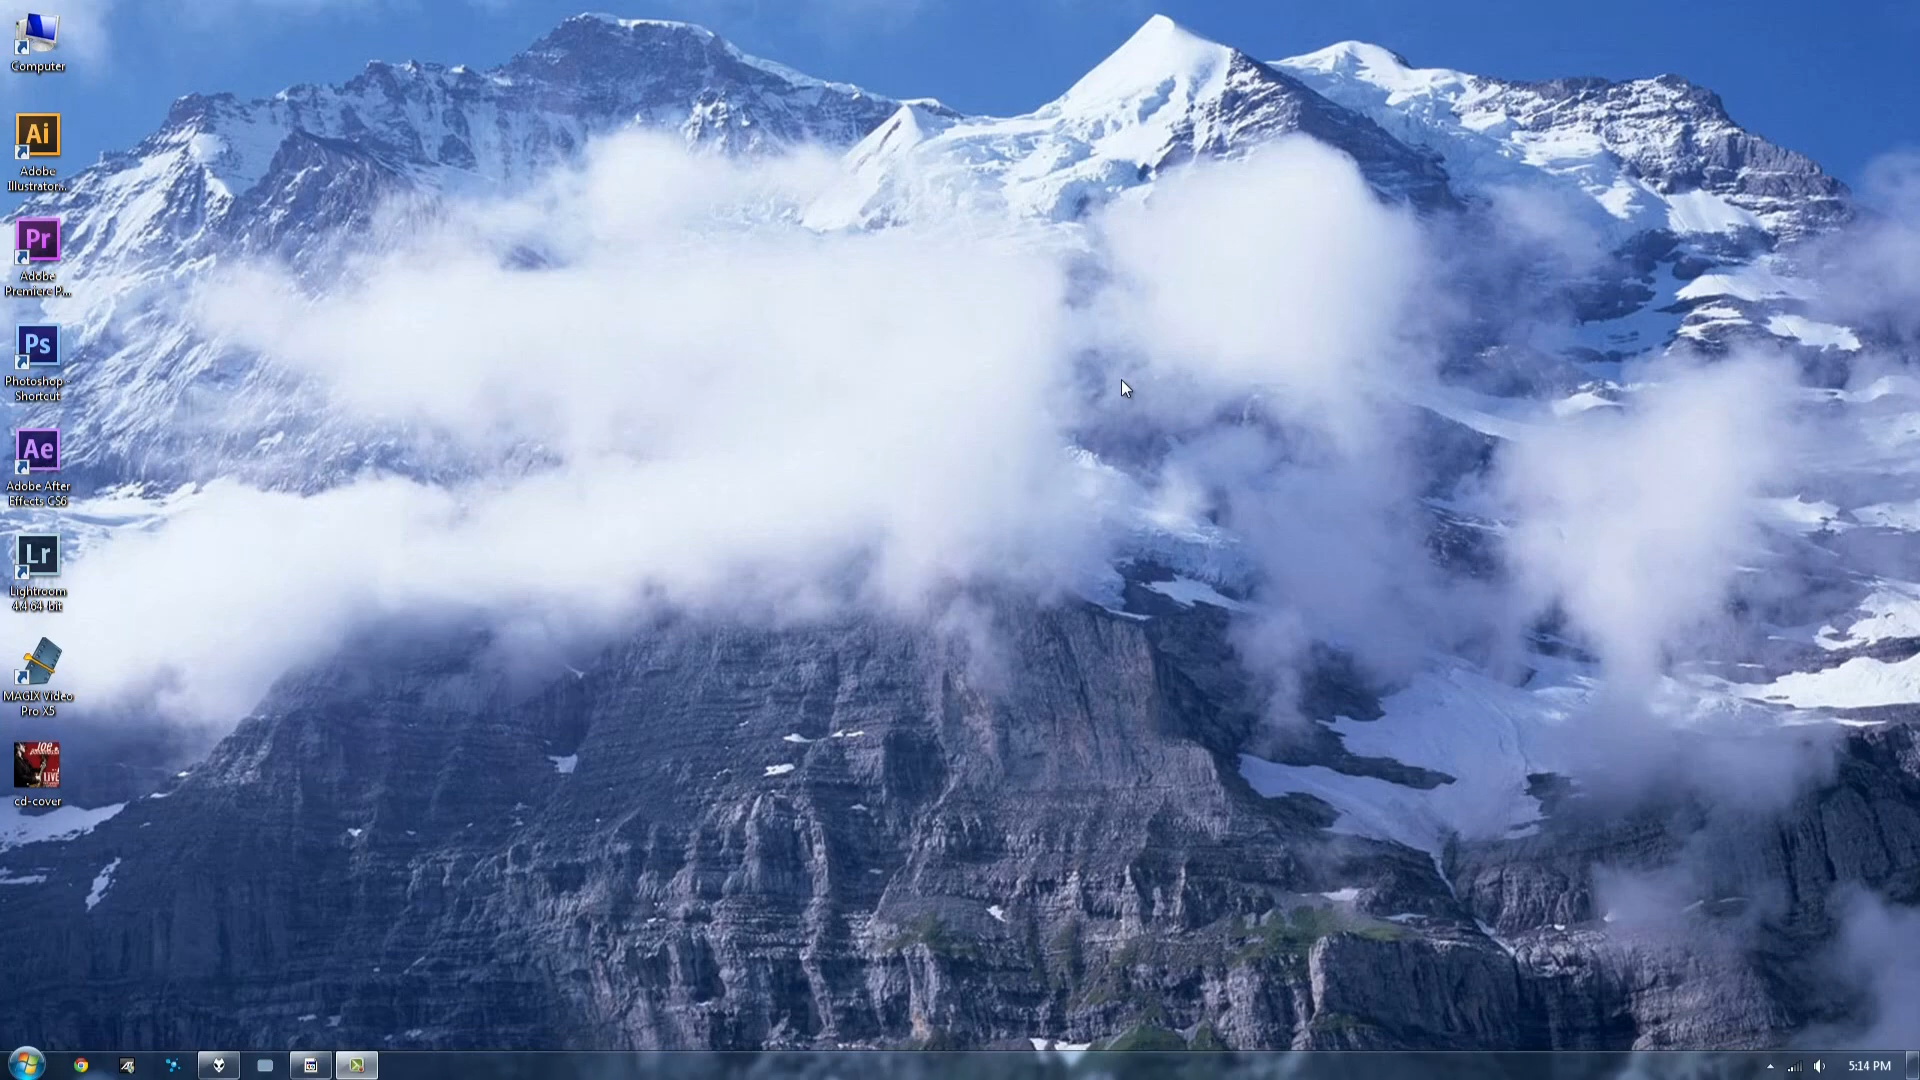 Computer
Ai
Adobe
Illustrator...
Pr
Adobe
Premiere P...
Ps
Photoshop -
Shortcut
Ae
Adobe After
Effects CS6
Lr
Lightroom
4.4 64-bit
MAGIX Video
Pro X5
JOE
LIVE
cd-cover
5:14 PM